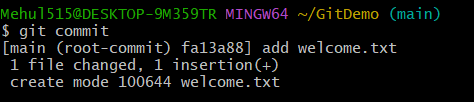 Mehul515@DESKTOP-9M359TR MINGW64 ~/GitDemo (main)
$ git commit
[main (root-commit) fa13a88] add welcome.txt
 1 file changed, 1 insertion(+)
 create mode 100644 welcome.txt